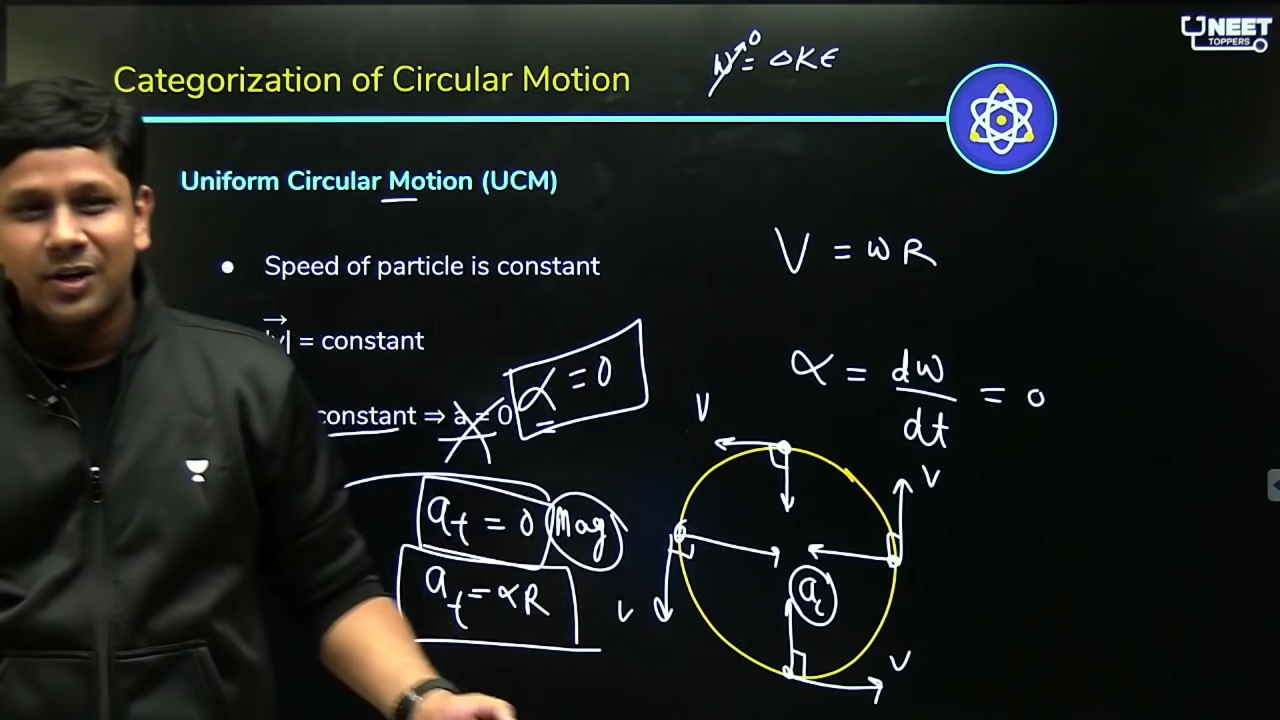 NEET
TOPPERS
W⁰ = ΔKE
Categorization of Circular Motion
Uniform Circular Motion (UCM)
● Speed of particle is constant
|v⃗| = constant
constant ⇒ a = 0
α = 0
V = ωR
α = dω/dt = 0
a_t = 0 Mag
a_t = αR
V
V
V
V